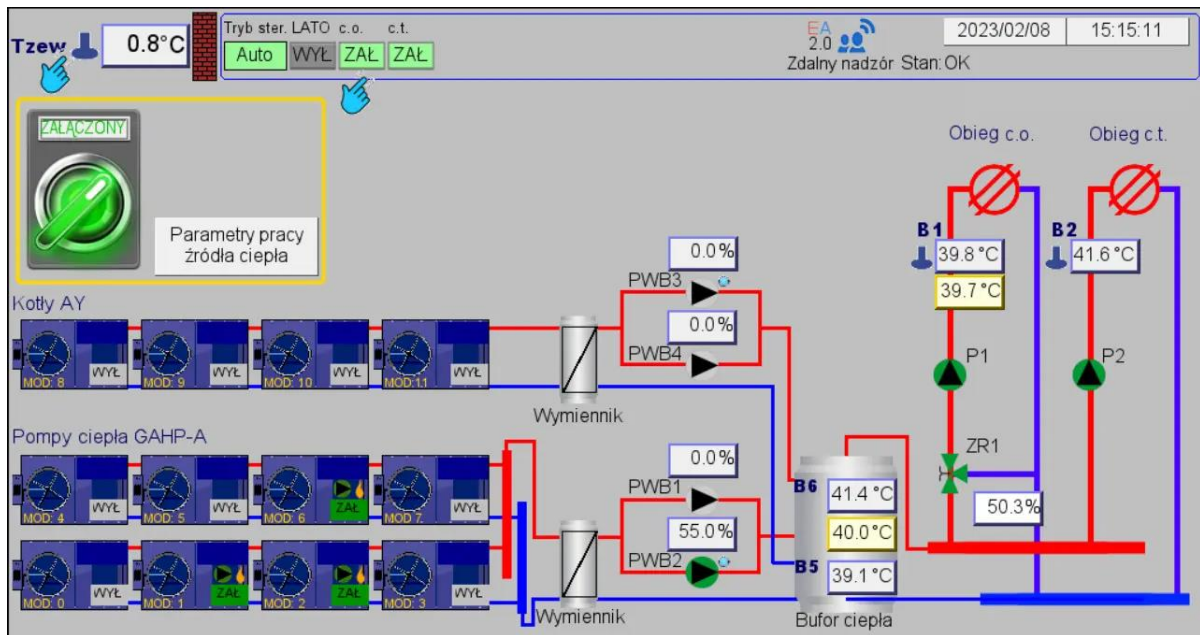 Tzew 0.8°C
Tryb ster. LATO c.o. c.t.
Auto WYŁ ZAŁ ZAŁ
EA
2.0
Zdalny nadzór Stan: OK
2023/02/08 15:15:11
ZAŁĄCZONY
Parametry pracy
źródła ciepła
Obieg c.o. Obieg c.t.
B1 B2
39.8 °C 41.6 °C
39.7 °C
0.0%
PWB3
0.0%
PWB4
Kotły AY
WYŁ WYŁ WYŁ WYŁ
MOD: 8 MOD: 9 MOD: 10 MOD:11
Wymiennik
P1 P2
ZR1
50.3%
Pompy ciepła GAHP-A
WYŁ WYŁ ZAŁ WYŁ
MOD: 4 MOD: 5 MOD: 6 MOD: 7
0.0%
PWB1
55.0%
PWB2
B6 41.4 °C
40.0°C
B5 39.1 °C
WYŁ ZAŁ ZAŁ WYŁ
MOD: 0 MOD: 1 MOD: 2 MOD: 3
Wymiennik
Bufor ciepła